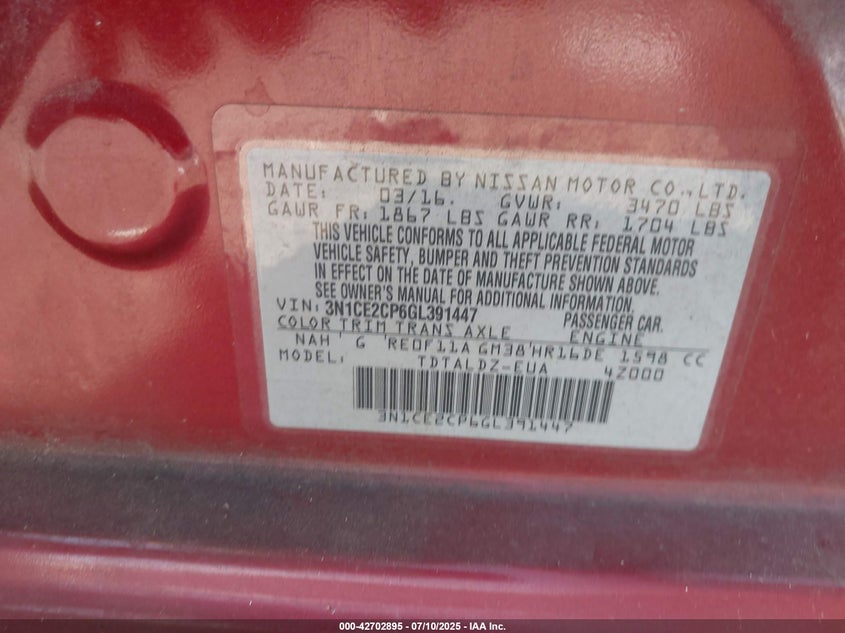 MANUFACTURED BY NISSAN MOTOR CO., LTD.
DATE: 03/16. GVWR: 3470 LBS
GAWR FR: 1867 LBS GAWR RR: 1704 LBS
THIS VEHICLE CONFORMS TO ALL APPLICABLE FEDERAL MOTOR
VEHICLE SAFETY, BUMPER AND THEFT PREVENTION STANDARDS
IN EFFECT ON THE DATE OF MANUFACTURE SHOWN ABOVE.
SEE OWNER'S MANUAL FOR ADDITIONAL INFORMATION.
VIN: 3N1CE2CP6GL391447 PASSENGER CAR.
COLOR TRIM TRANS AXLE ENGINE
NAH G RE0F11A GM38 HR16DE 1598 CC
MODEL: TDTALDZ-EUA 4Z000
3N1CE2CP6GL391447
000-42702895 - 07/10/2025 - IAA Inc.